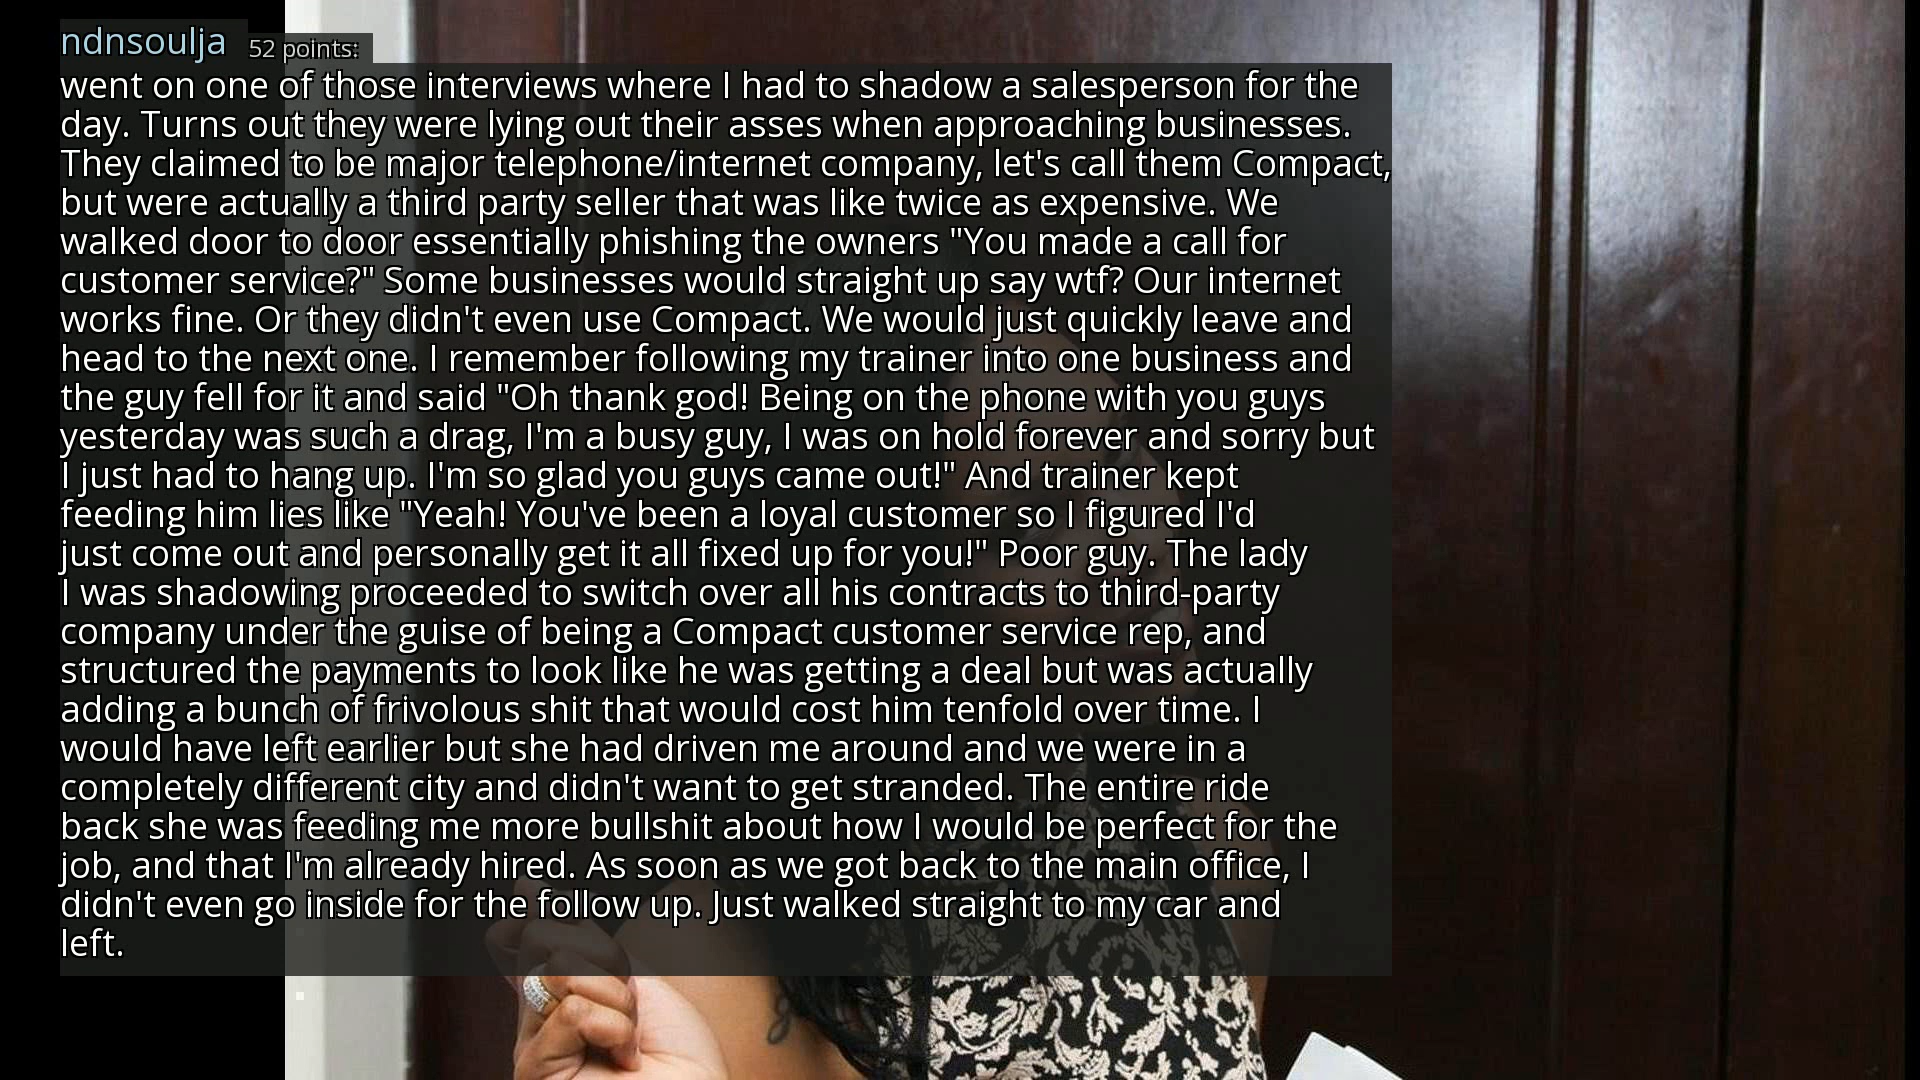 ndnsoulja 52 points:
went on one of those interviews where I had to shadow a salesperson for the
day. Turns out they were lying out their asses when approaching businesses.
They claimed to be major telephone/internet company, let's call them Compact,
but were actually a third party seller that was like twice as expensive. We
walked door to door essentially phishing the owners "You made a call for
customer service?" Some businesses would straight up say wtf? Our internet
works fine. Or they didn't even use Compact. We would just quickly leave and
head to the next one. I remember following my trainer into one business and
the guy fell for it and said "Oh thank god! Being on the phone with you guys
yesterday was such a drag, I'm a busy guy, I was on hold forever and sorry but
I just had to hang up. I'm so glad you guys came out!" And trainer kept
feeding him lies like "Yeah! You've been a loyal customer so I figured I'd
just come out and personally get it all fixed up for you!" Poor guy. The lady
I was shadowing proceeded to switch over all his contracts to third-party
company under the guise of being a Compact customer service rep, and
structured the payments to look like he was getting a deal but was actually
adding a bunch of frivolous shit that would cost him tenfold over time. I
would have left earlier but she had driven me around and we were in a
completely different city and didn't want to get stranded. The entire ride
back she was feeding me more bullshit about how I would be perfect for the
job, and that I'm already hired. As soon as we got back to the main office, I
didn't even go inside for the follow up. Just walked straight to my car and
left.